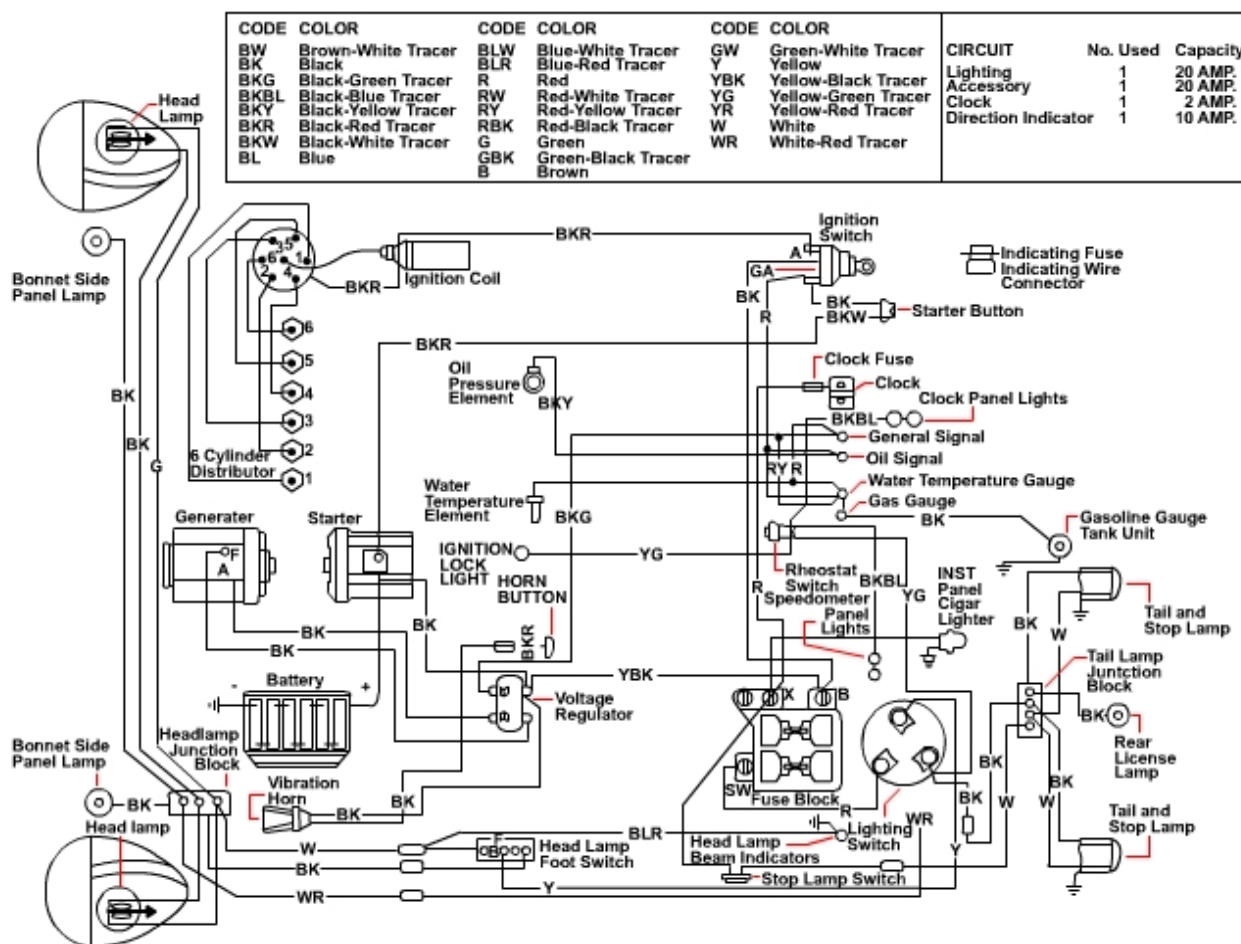 CODE COLOR CODE COLOR CODE COLOR
BW Brown-White Tracer BLW Blue-White Tracer GW Green-White Tracer
BK Black BLR Blue-Red Tracer Y Yellow
BKG Black-Green Tracer R Red YBK Yellow-Black Tracer
BKBL Black-Blue Tracer RW Red-White Tracer YG Yellow-Green Tracer
BKY Black-Yellow Tracer RY Red-Yellow Tracer YR Yellow-Red Tracer
BKR Black-Red Tracer RBK Red-Black Tracer W White
BKW Black-White Tracer G Green WR White-Red Tracer
BL Blue GBK Green-Black Tracer
B Brown
CIRCUIT No. Used Capacity
Lighting 1 20 AMP.
Accessory 1 20 AMP.
Clock 1 2 AMP.
Direction Indicator 1 10 AMP.
Head
Lamp
Bonnet Side
Panel Lamp
3
5
6
1
2
4
BKR
BKR
Ignition Coil
Ignition
Switch
A
GA
BK
R
BK
BKW
Starter Button
Indicating Fuse
Indicating Wire
Connector
6
5
4
3
2
1
6 Cylinder
Distributor
BK
BK
G
BKR
Oil
Pressure
Element
BKY
Clock Fuse
Clock
Clock Panel Lights
BKBL
General Signal
Oil Signal
RY
R
Water Temperature Gauge
Gas Gauge
BK
Gasoline Gauge
Tank Unit
Water
Temperature
Element
BKG
Generater
F
A
Starter
IGNITION
LOCK
LIGHT
YG
HORN
BUTTON
BKR
Rheostat
Switch
Speedometer
Panel
Lights
BKBL
YG
R
INST
Panel
Cigar
Lighter
BK
W
Tail and
Stop Lamp
BK
BK
BK
YBK
Voltage
Regulator
X
B
SW
Fuse Block
R
Tail Lamp
Juntction
Block
BK
Rear
License
Lamp
Battery
-
+
Bonnet Side
Panel Lamp
Headlamp
Junction
Block
Vibration
Horn
BK
BK
BK
Head lamp
W
BK
WR
F
B
Head Lamp
Foot Switch
BLR
Y
Head Lamp
Beam Indicators
Lighting
Switch
WR
Y
Stop Lamp Switch
BK
BK
W
W
BK
Tail and
Stop Lamp